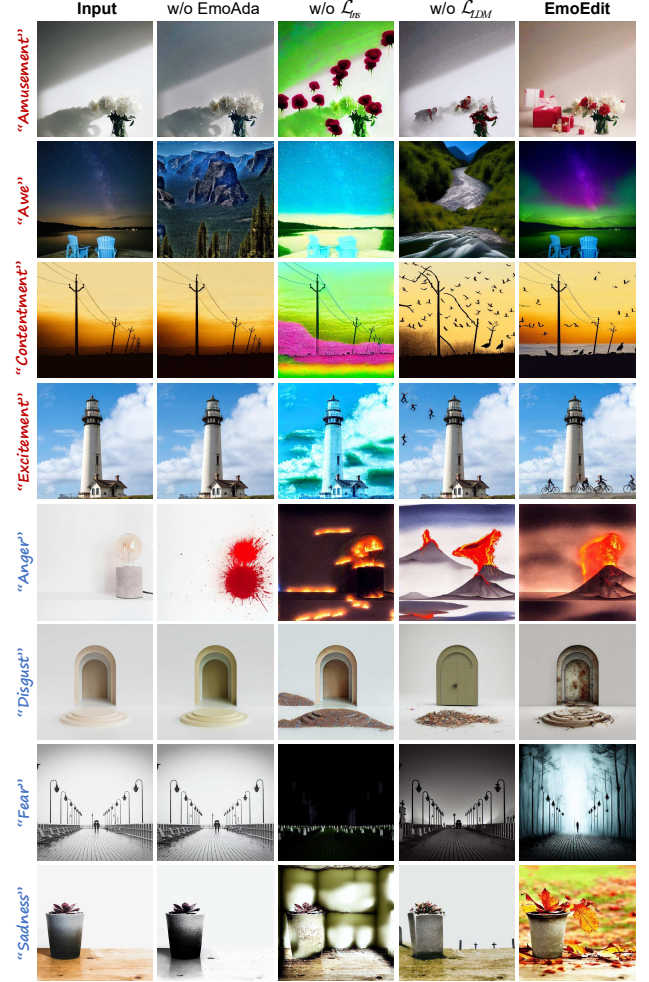 Input w/o EmoAda w/o ℒ_ins w/o ℒ_LDM EmoEdit
“Amusement”
“Awe”
“Contentment”
“Excitement”
“Anger”
“Disgust”
“Fear”
“Sadness”